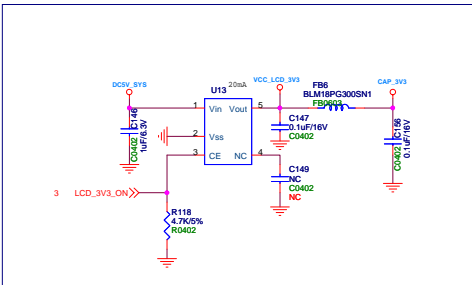 DC5V_SYS
U13
20mA
VCC_LCD_3V3
FB6
BLM18PG300SN1
FB0603
CAP_3V3
1 Vin Vout 5
2 Vss
3 CE NC 4
C146
1uF/6.3V
C0402
C147
0.1uF/16V
C0402
C156
0.1uF/16V
C0402
C149
NC
C0402
NC
3 LCD_3V3_ON
R118
4.7K/5%
R0402